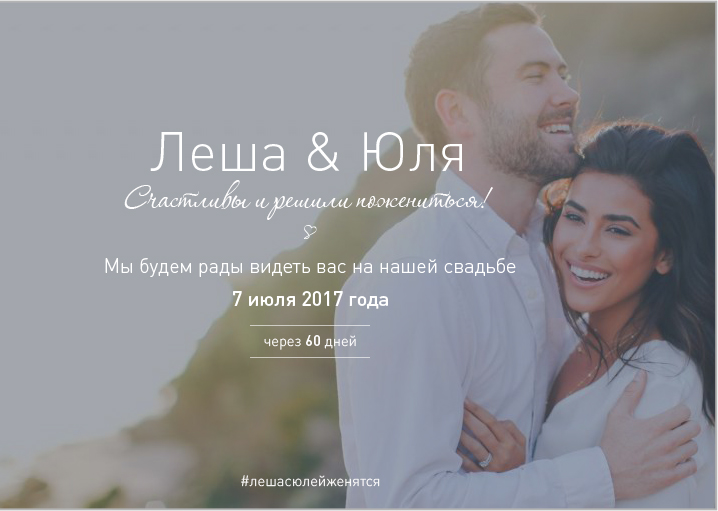 Леша & Юля
Счастливы и решили пожениться!
Мы будем рады видеть вас на нашей свадьбе
7 июля 2017 года
через 60 дней
#лешасюлейженятся